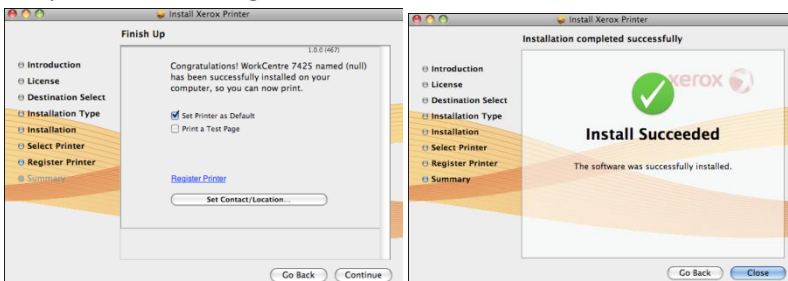 Install Xerox Printer
Finish Up
1.0.0 (467)
Introduction
License
Destination Select
Installation Type
Installation
Select Printer
Register Printer
Summary
Congratulations! WorkCentre 7425 named (null)
has been successfully installed on your
computer, so you can now print.
Set Printer as Default
Print a Test Page
Register Printer
Set Contact/Location...
Go Back
Continue
Install Xerox Printer
Installation completed successfully
Introduction
License
Destination Select
Installation Type
Installation
Select Printer
Register Printer
Summary
xerox
Install Succeeded
The software was successfully installed.
Go Back
Close